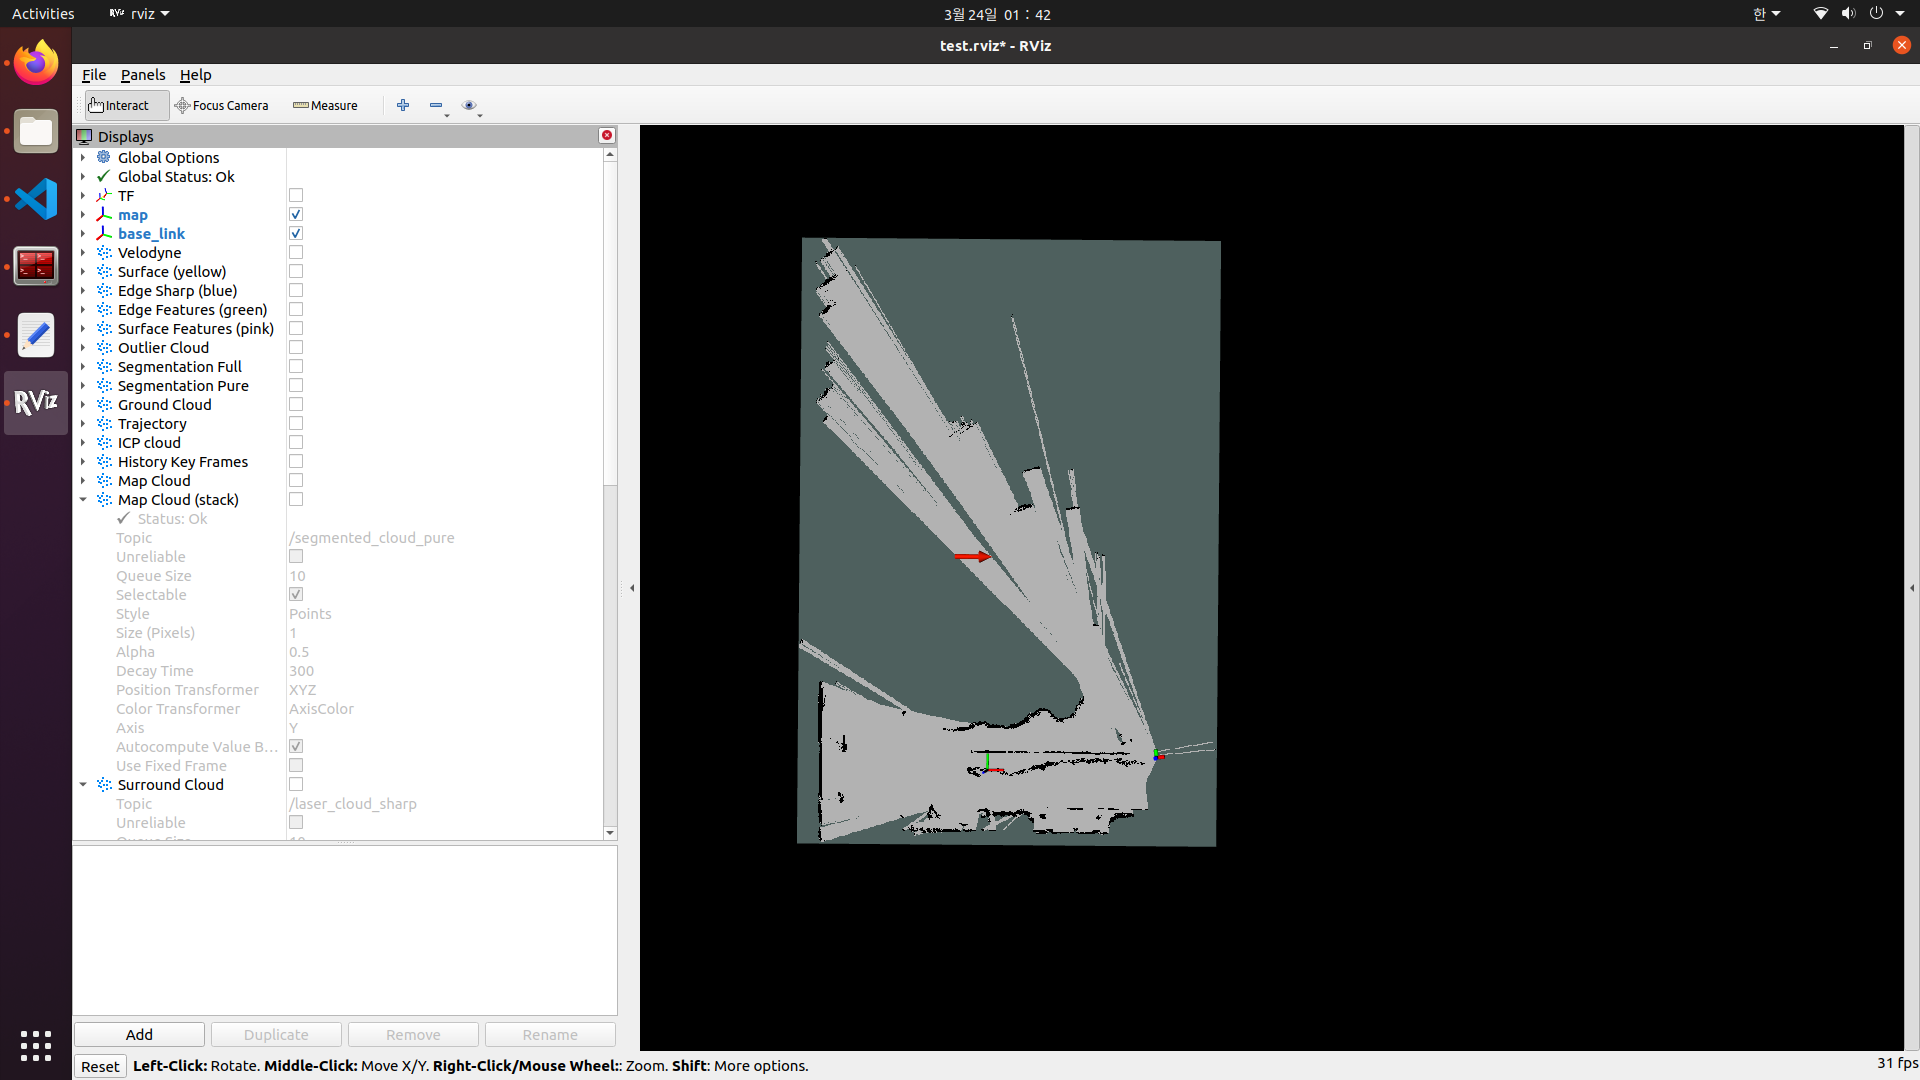 Activities
rviz
3월 24일 01 : 42
한
test.rviz* - RViz
File Panels Help
Interact Focus Camera Measure
Displays
Global Options
Global Status: Ok
TF
map
base_link
Velodyne
Surface (yellow)
Edge Sharp (blue)
Edge Features (green)
Surface Features (pink)
Outlier Cloud
Segmentation Full
Segmentation Pure
Ground Cloud
Trajectory
ICP cloud
History Key Frames
Map Cloud
Map Cloud (stack)
Status: Ok
Topic /segmented_cloud_pure
Unreliable
Queue Size 10
Selectable
Style Points
Size (Pixels) 1
Alpha 0.5
Decay Time 300
Position Transformer XYZ
Color Transformer AxisColor
Axis Y
Autocompute Value B...
Use Fixed Frame
Surround Cloud
Topic /laser_cloud_sharp
Unreliable
RViz
Add Duplicate Remove Rename
Reset Left-Click: Rotate. Middle-Click: Move X/Y. Right-Click/Mouse Wheel:: Zoom. Shift: More options.
31 fps